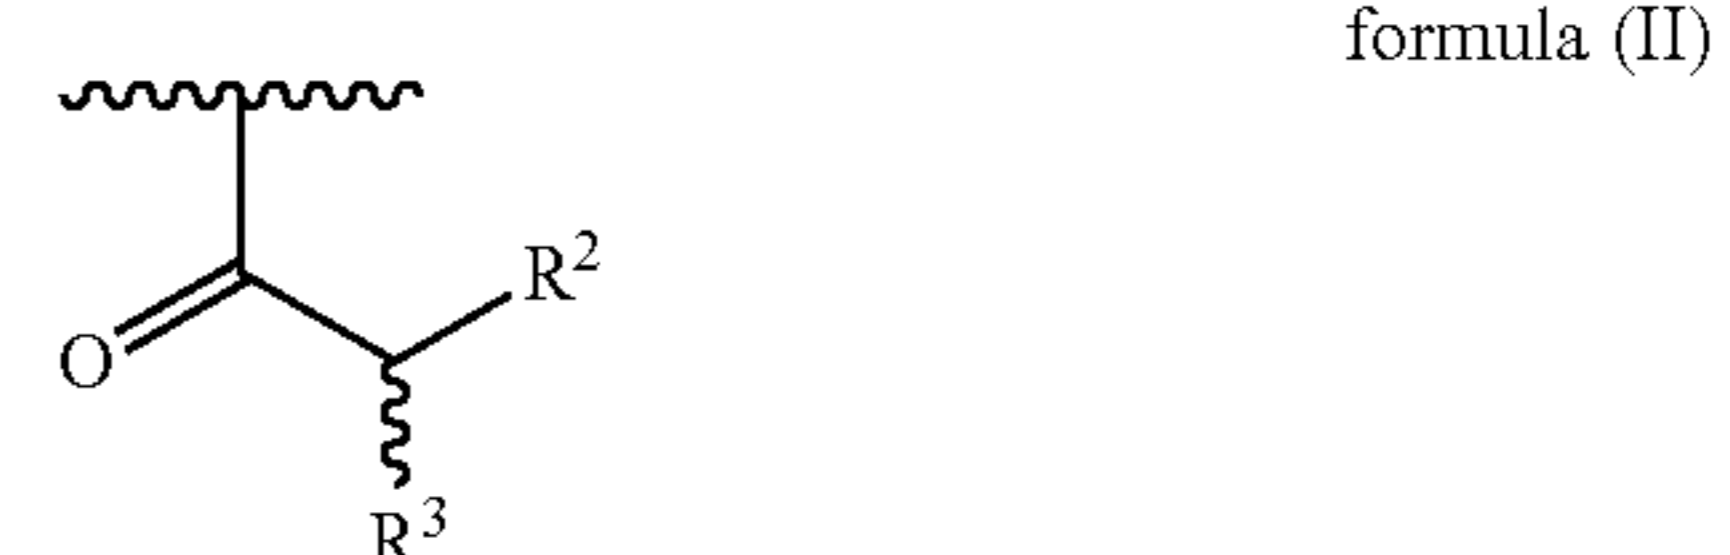 formula (II)
R²
O
R³